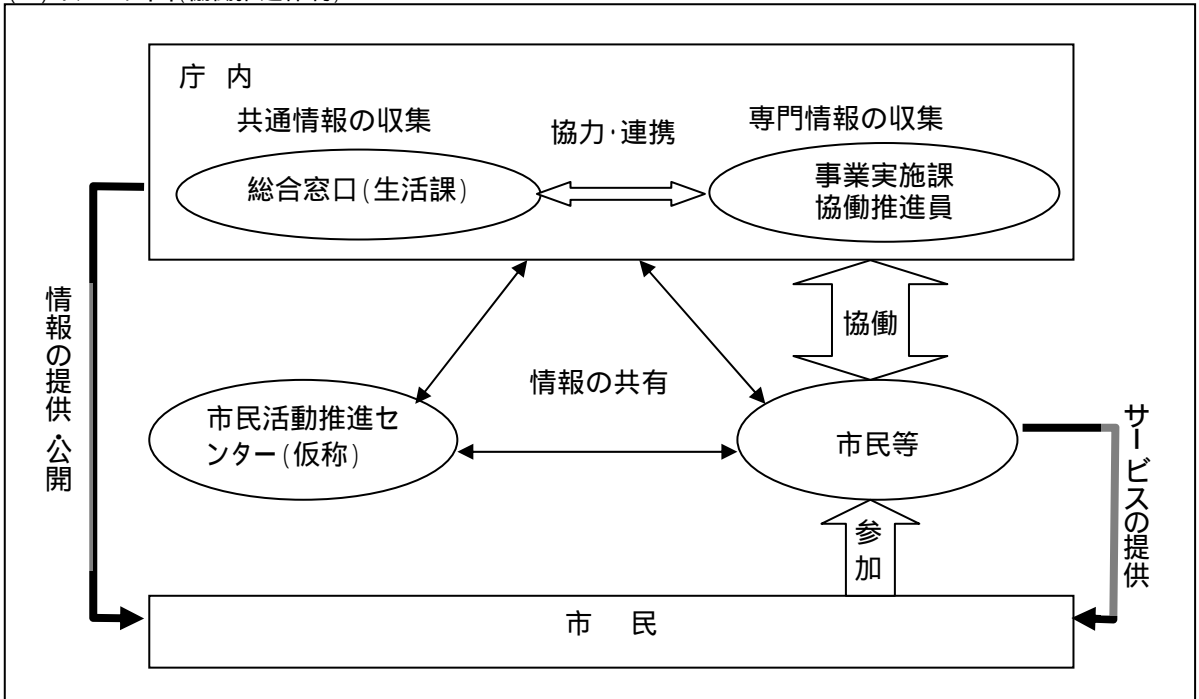 庁 内
共通情報の収集
協力・連携
専門情報の収集
総合窓口(生活課)
事業実施課
協働推進員
情報の提供・公開
協働
情報の共有
市民活動推進セ
ンター(仮称)
市民等
サービスの提供
参
加
市 民